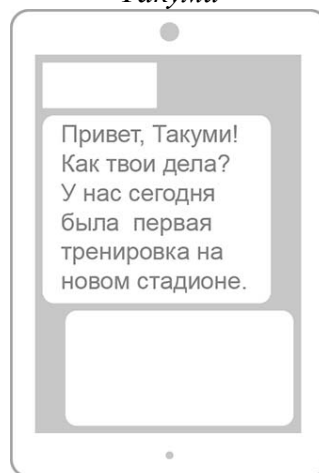 Такуми
Привет, Такуми!
Как твои дела?
У нас сегодня
была первая
тренировка на
новом стадионе.